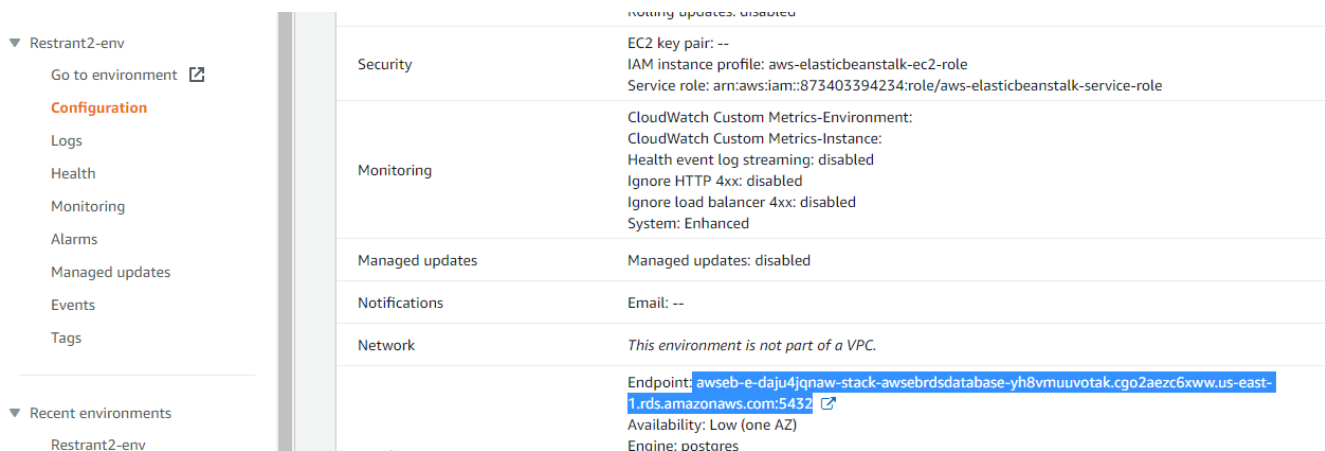 Rolling updates: disabled
Restrant2-env
Go to environment
Configuration
Logs
Health
Monitoring
Alarms
Managed updates
Events
Tags
Recent environments
Restrant2-env
Security
EC2 key pair: --
IAM instance profile: aws-elasticbeanstalk-ec2-role
Service role: arn:aws:iam::873403394234:role/aws-elasticbeanstalk-service-role
Monitoring
CloudWatch Custom Metrics-Environment:
CloudWatch Custom Metrics-Instance:
Health event log streaming: disabled
Ignore HTTP 4xx: disabled
Ignore load balancer 4xx: disabled
System: Enhanced
Managed updates
Managed updates: disabled
Notifications
Email: --
Network
This environment is not part of a VPC.
Endpoint: awseb-e-daju4jqnaw-stack-awsebrdsdatabase-yh8vmuuvotak.cgo2aezc6xww.us-east-
1.rds.amazonaws.com:5432
Availability: Low (one AZ)
Engine: postgres